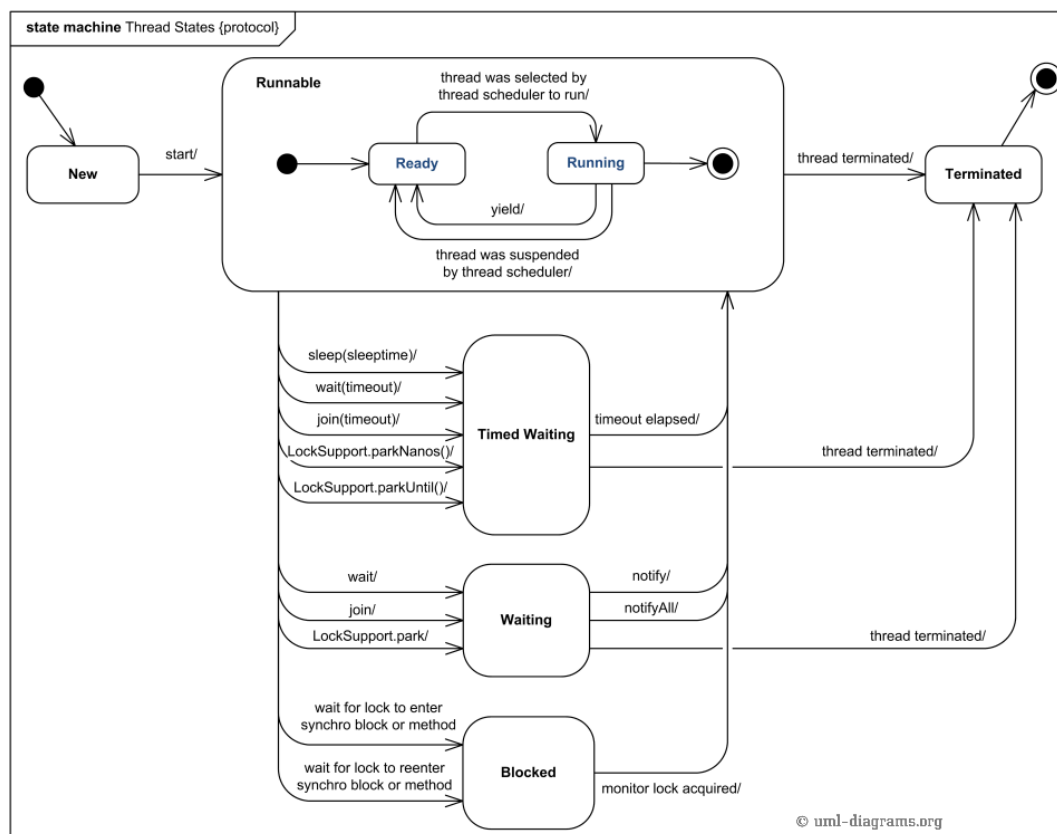 state machine Thread States {protocol}
Runnable
thread was selected by
thread scheduler to run/
New
start/
Ready
Running
thread terminated/
Terminated
yield/
thread was suspended
by thread scheduler/
sleep(sleeptime)/
wait(timeout)/
join(timeout)/
LockSupport.parkNanos()/
LockSupport.parkUntil()/
Timed Waiting
timeout elapsed/
thread terminated/
wait/
join/
LockSupport.park/
Waiting
notify/
notifyAll/
thread terminated/
wait for lock to enter
synchro block or method
wait for lock to reenter
synchro block or method
Blocked
monitor lock acquired/
© uml-diagrams.org